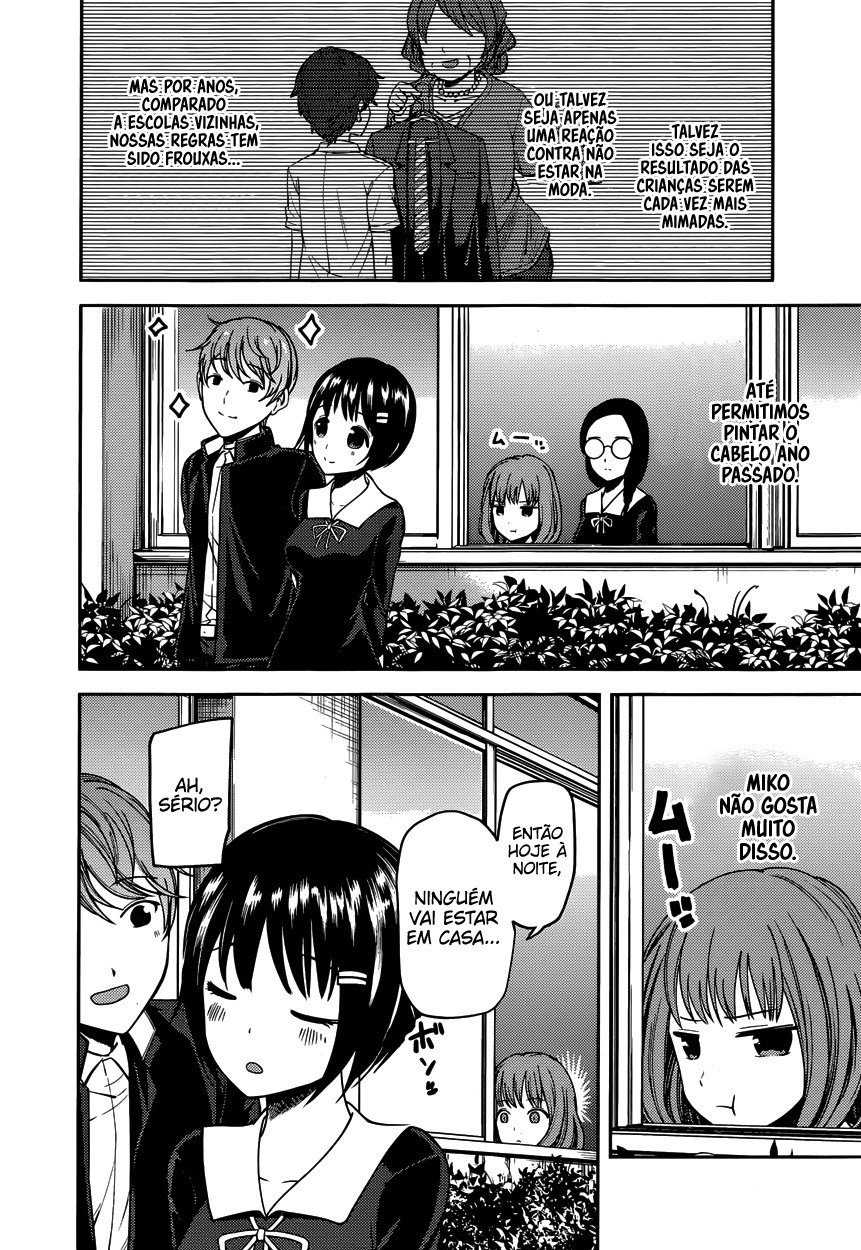 TALVEZ
ISSO SEJA O
RESULTADO DAS
CRIANÇAS SEREM
CADA VEZ MAIS
MIMADAS.
OU TALVEZ
SEJA APENAS
UMA REAÇÃO
CONTRA NÃO
ESTAR NA
MODA.
MAS POR ANOS,
COMPARADO
A ESCOLAS VIZINHAS,
NOSSAS REGRAS TEM
SIDO FROUXAS...
ATÉ
PERMITIMOS
PINTAR O
CABELO ANO
PASSADO!
ムーッ
MIKO
NÃO GOSTA
MUITO
DISSO.
ムーッ
ENTÃO
HOJE À
NOITE,
NINGUÉM
VAI ESTAR
EM CASA...
AH,
SÉRIO?
ボソッ